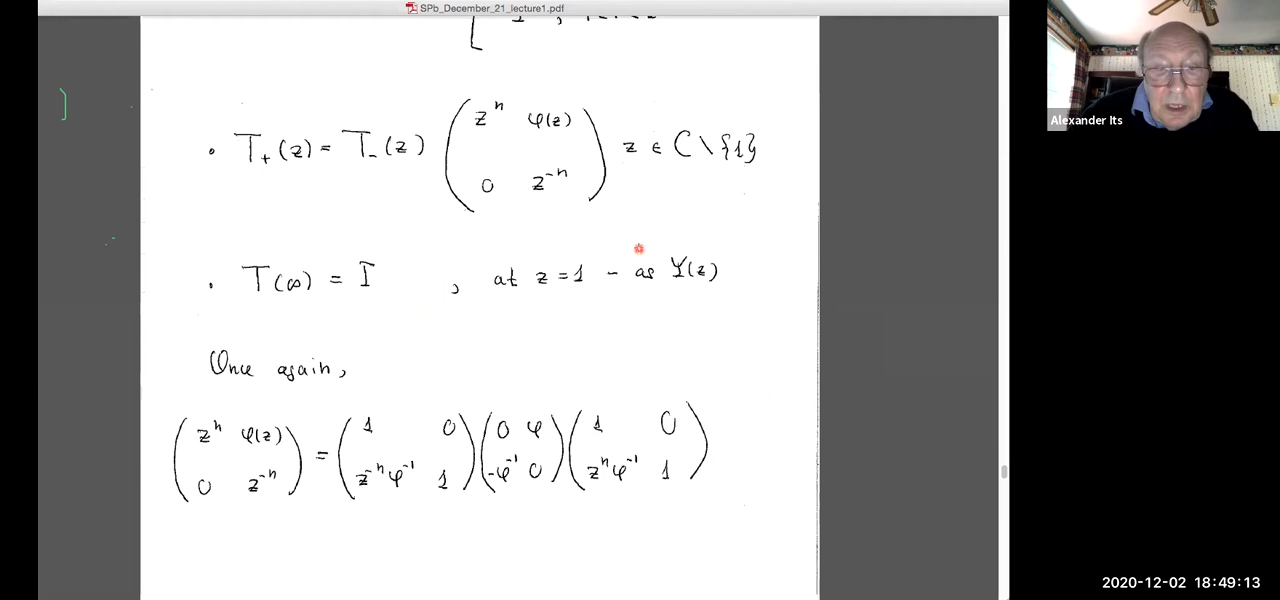 SPb_December_21_lecture1.pdf
• T₊(z) = T₋(z) ( zⁿ φ(z) ; 0 z⁻ⁿ ) z ∈ C \ {1}
• T(∞) = I , at z = 1 – as Ψ(z)
Once again,
( zⁿ φ(z) ; 0 z⁻ⁿ ) = ( 1 0 ; z⁻ⁿφ⁻¹ 1 ) ( 0 φ ; -φ⁻¹ 0 ) ( 1 0 ; zⁿφ⁻¹ 1 )
Alexander Its
2020-12-02 18:49:13